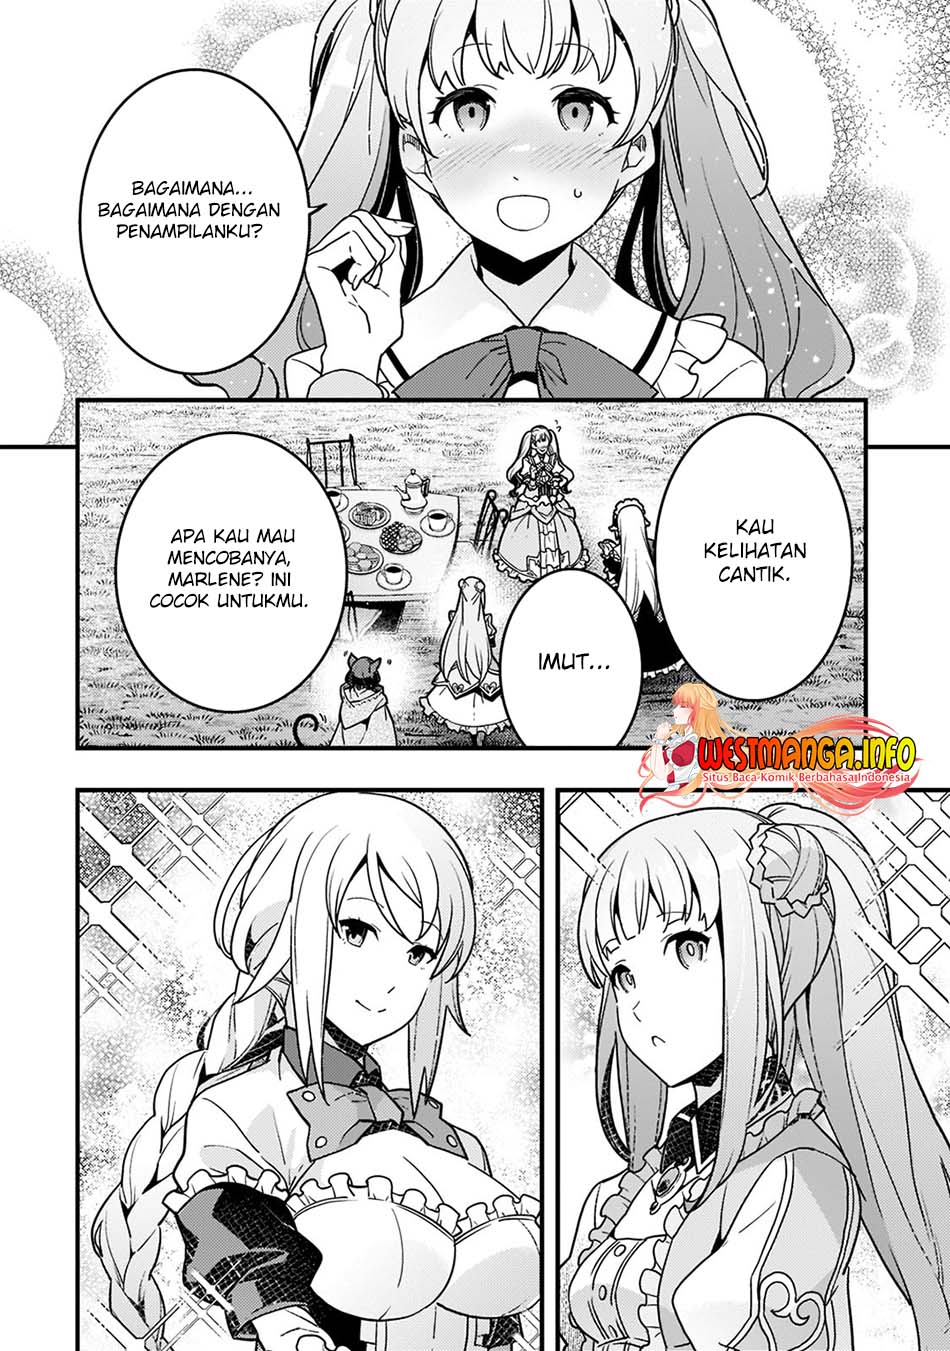 BAGAIMANA...
BAGAIMANA DENGAN
PENAMPILANKU?
KAU
KELIHATAN
CANTIK.
IMUT...
APA KAU MAU
MENCOBANYA,
MARLENE? INI
COCOK UNTUKMU.
WESTMANGA.INFO
Situs Baca Komik Berbahasa Indonesia